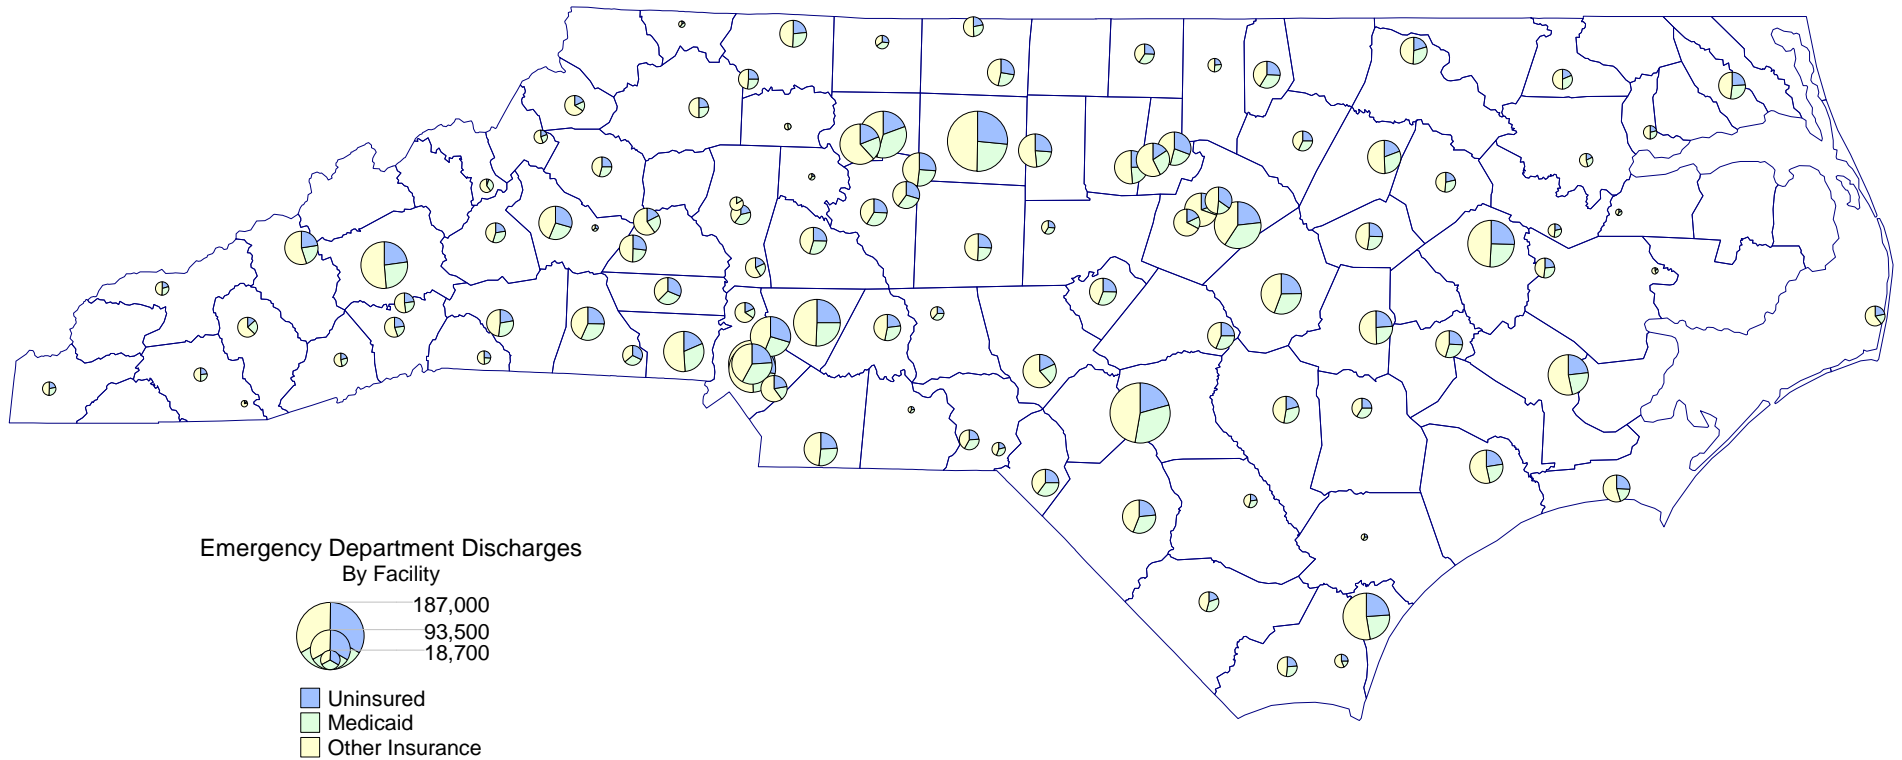 Emergency Department Discharges
By Facility
187,000
93,500
18,700
Uninsured
Medicaid
Other Insurance